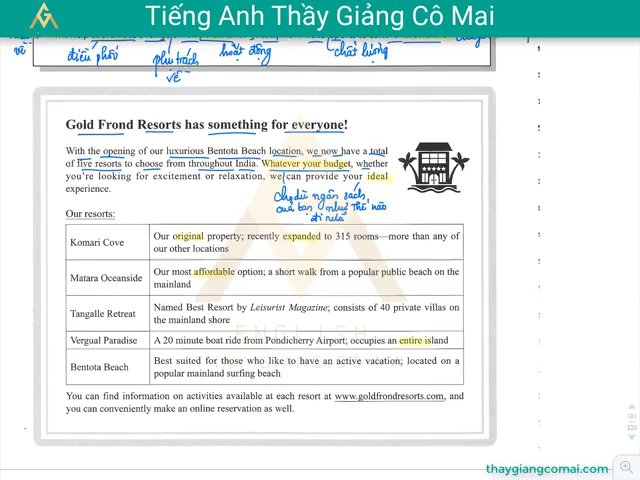 Tiếng Anh Thầy Giảng Cô Mai
về
điều phối
phụ trách
về
hoạt động
chất lượng
Gold Frond Resorts has something for everyone!
With the opening of our luxurious Bentota Beach location, we now have a total
of five resorts to choose from throughout India. Whatever your budget, whether
you're looking for excitement or relaxation, we can provide your ideal
experience.
cho dù ngân sách
của bạn như thế nào
đi nữa
Our resorts:
Komari Cove
Our original property; recently expanded to 315 rooms—more than any of
our other locations
Matara Oceanside
Our most affordable option; a short walk from a popular public beach on the
mainland
Tangalle Retreat
Named Best Resort by Leisurist Magazine; consists of 40 private villas on
the mainland shore
Vergual Paradise
A 20 minute boat ride from Pondicherry Airport; occupies an entire island
Bentota Beach
Best suited for those who like to have an active vacation; located on a
popular mainland surfing beach
You can find information on activities available at each resort at www.goldfrondresorts.com, and
you can conveniently make an online reservation as well.
ENGLISH
thaygiangcomai.com